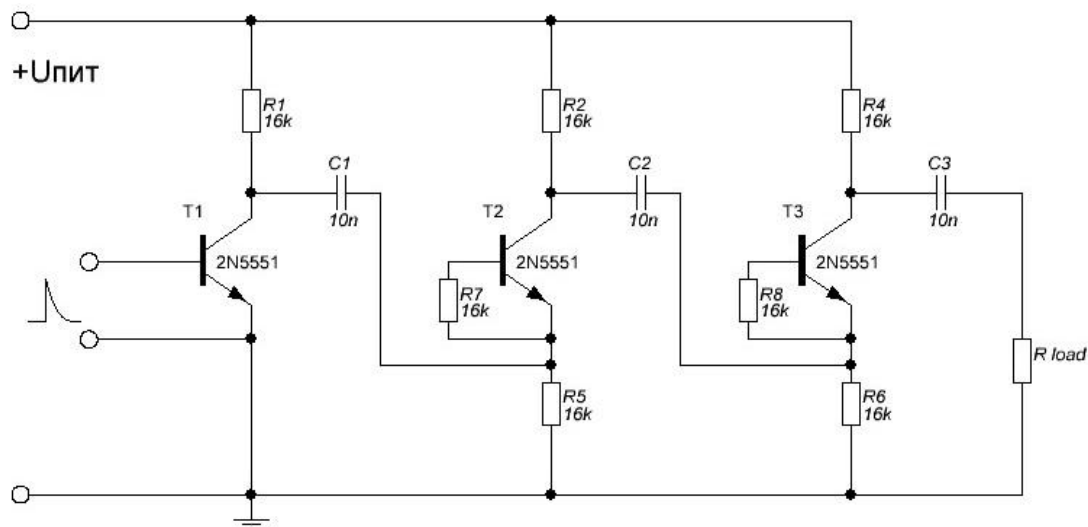 +Uпит
R1
16k
R2
16k
R4
16k
C1
10n
C2
10n
C3
10n
T1
2N5551
T2
2N5551
T3
2N5551
R7
16k
R8
16k
R5
16k
R6
16k
R load